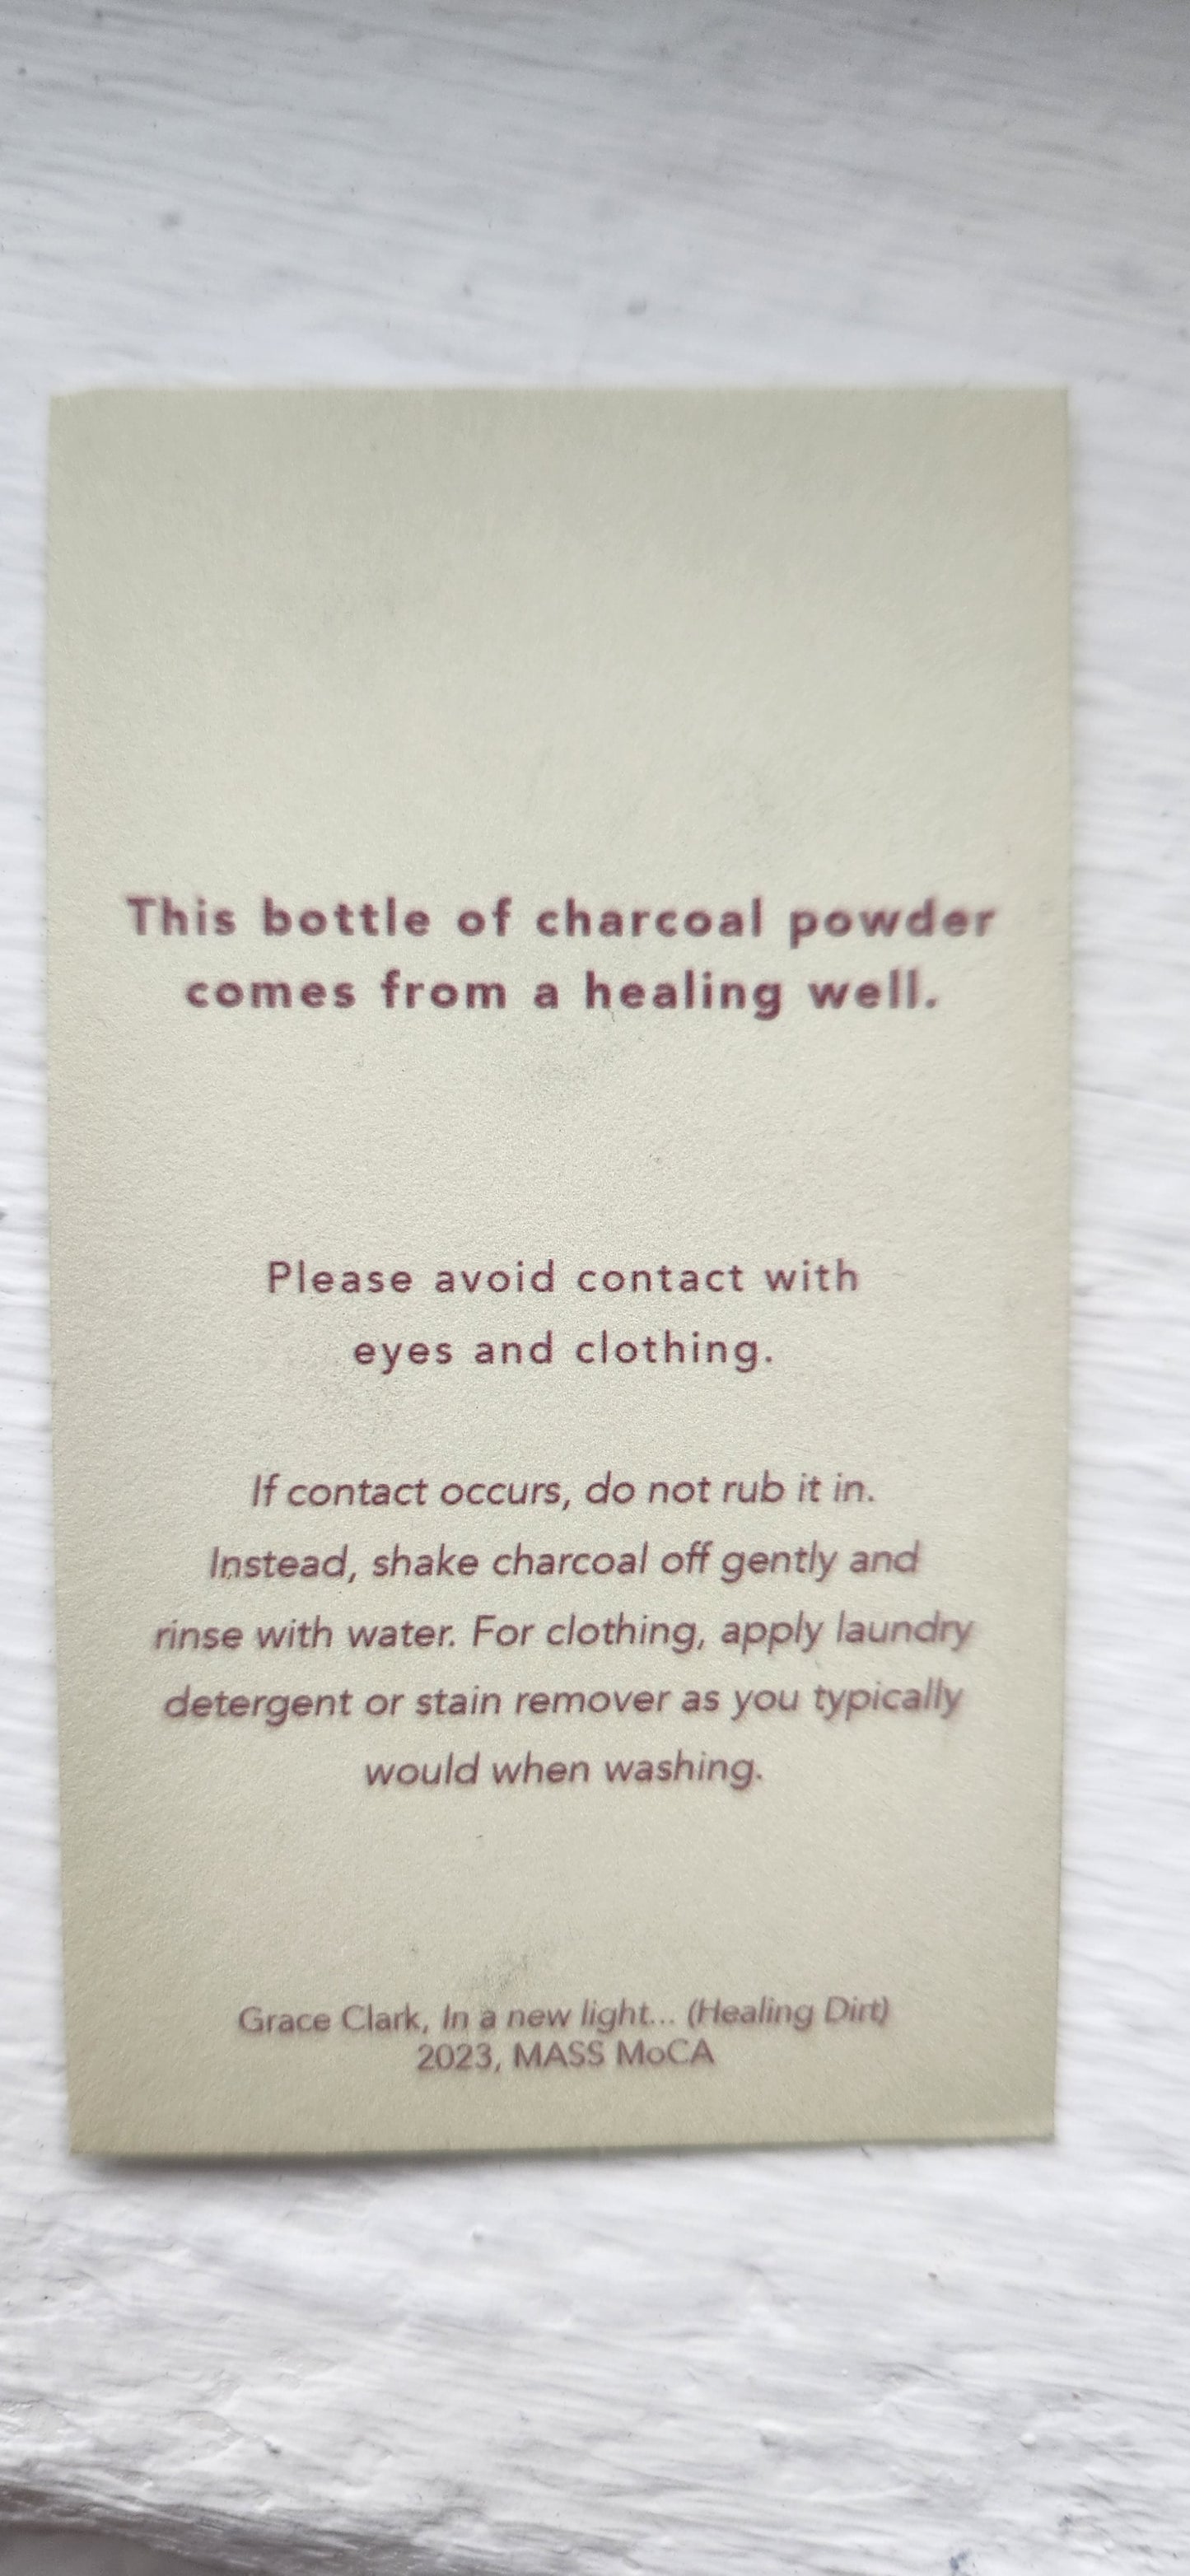 This bottle of charcoal powder
comes from a healing well.
Please avoid contact with
eyes and clothing.
If contact occurs, do not rub it in.
Instead, shake charcoal off gently and
rinse with water. For clothing, apply laundry
detergent or stain remover as you typically
would when washing.
Grace Clark, In a new light... (Healing Dirt)
2023, MASS MoCA